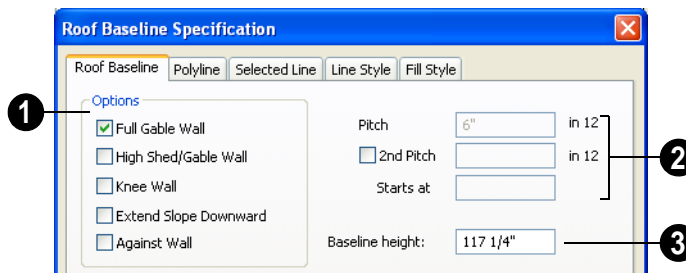 Roof Baseline Specification
Roof Baseline Polyline Selected Line Line Style Fill Style
1
Options
Full Gable Wall
High Shed/Gable Wall
Knee Wall
Extend Slope Downward
Against Wall
Pitch 6" in 12
2nd Pitch in 12
Starts at
2
Baseline height: 117 1/4"
3